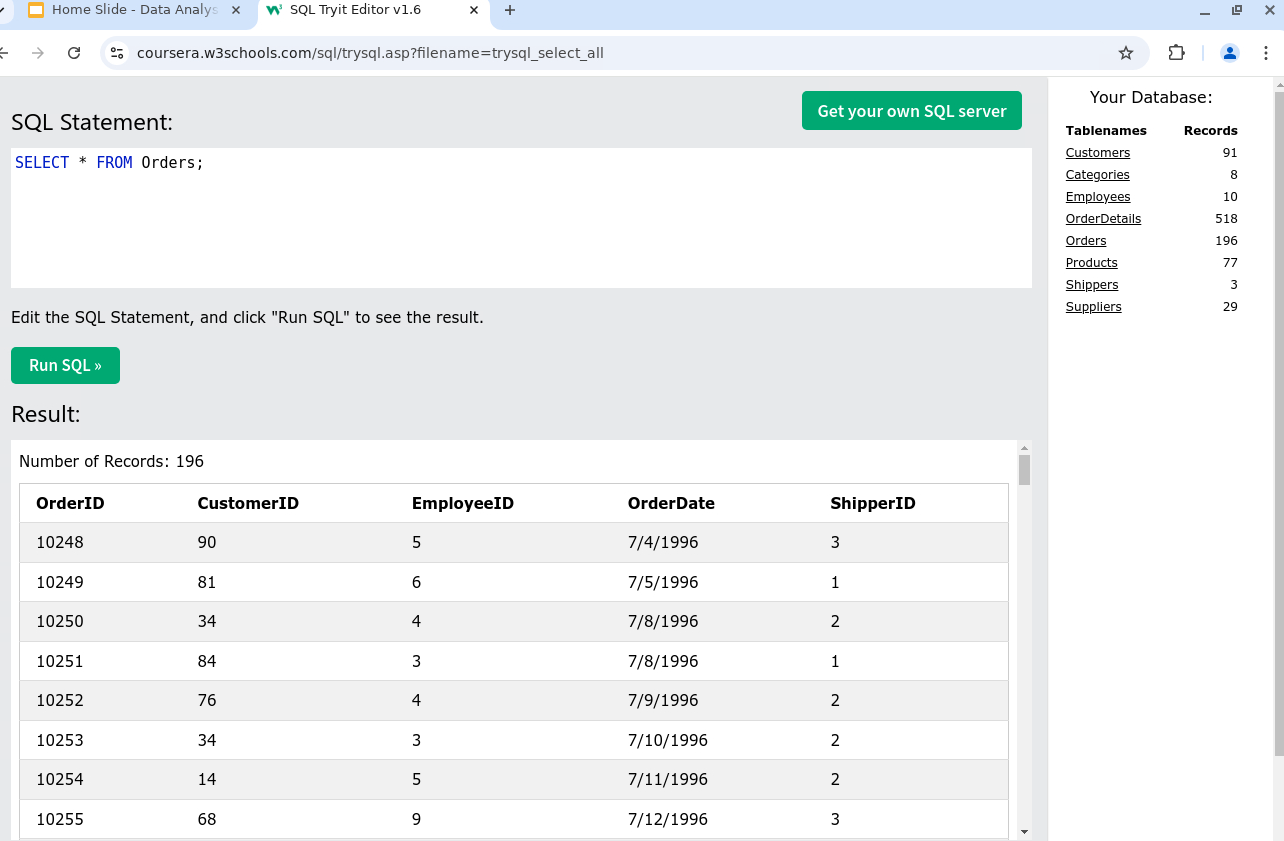 Home Slide - Data Analys
SQL Tryit Editor v1.6
coursera.w3schools.com/sql/trysql.asp?filename=trysql_select_all
SQL Statement:
Get your own SQL server
SELECT * FROM Orders;
Edit the SQL Statement, and click "Run SQL" to see the result.
Run SQL »
Result:
Number of Records: 196
OrderID CustomerID EmployeeID OrderDate ShipperID
10248 90 5 7/4/1996 3
10249 81 6 7/5/1996 1
10250 34 4 7/8/1996 2
10251 84 3 7/8/1996 1
10252 76 4 7/9/1996 2
10253 34 3 7/10/1996 2
10254 14 5 7/11/1996 2
10255 68 9 7/12/1996 3
Your Database:
Tablenames Records
Customers 91
Categories 8
Employees 10
OrderDetails 518
Orders 196
Products 77
Shippers 3
Suppliers 29